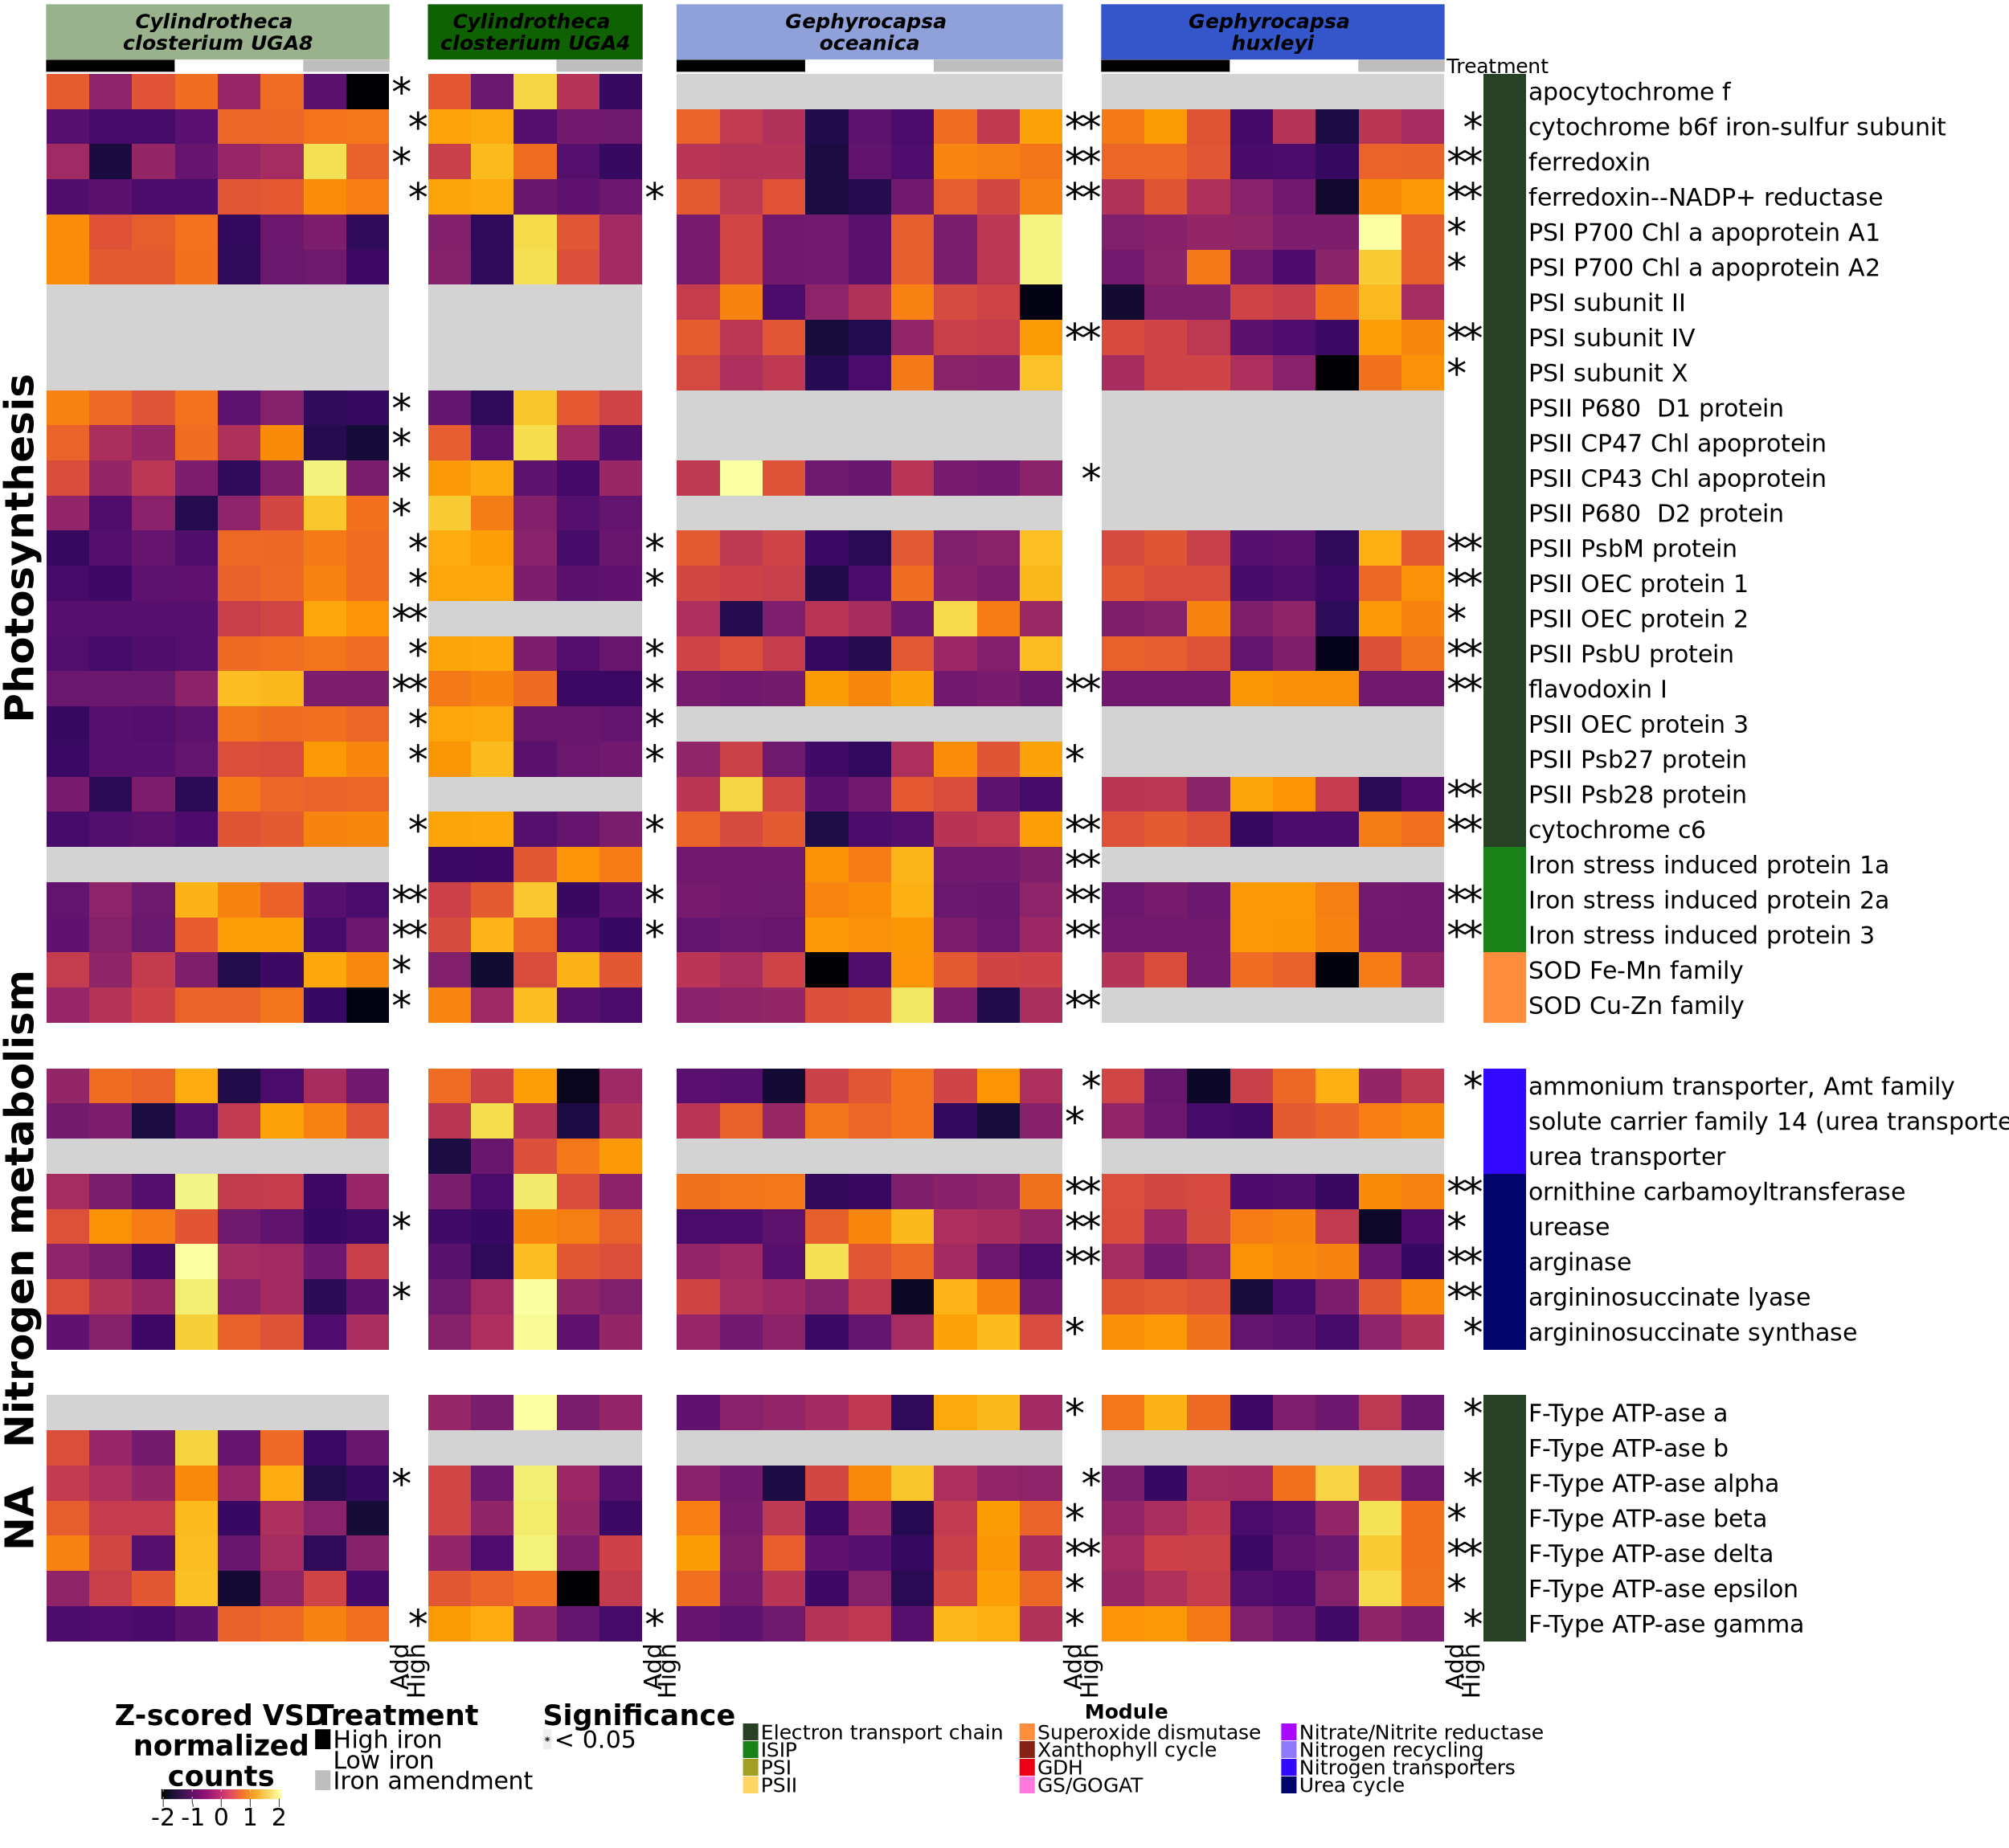 Cylindrotheca
closterium UGA8
Cylindrotheca
closterium UGA4
Gephyrocapsa
oceanica
Gephyrocapsa
huxleyi
Treatment
Photosynthesis
apocytochrome f
*
cytochrome b6f iron-sulfur subunit
* ** *
ferredoxin
* ** **
ferredoxin--NADP+ reductase
* * ** **
PSI P700 Chl a apoprotein A1
*
PSI P700 Chl a apoprotein A2
*
PSI subunit II
PSI subunit IV
** **
PSI subunit X
*
PSII P680  D1 protein
*
PSII CP47 Chl apoprotein
*
PSII CP43 Chl apoprotein
* *
PSII P680  D2 protein
*
PSII PsbM protein
* * **
PSII OEC protein 1
* * **
PSII OEC protein 2
** *
PSII PsbU protein
* * **
flavodoxin I
** * ** **
PSII OEC protein 3
* *
PSII Psb27 protein
* * *
PSII Psb28 protein
**
cytochrome c6
* * ** **
Iron stress induced protein 1a
**
Iron stress induced protein 2a
** * ** **
Iron stress induced protein 3
** * ** **
SOD Fe-Mn family
*
SOD Cu-Zn family
* **
Nitrogen metabolism
ammonium transporter, Amt family
* *
solute carrier family 14 (urea transporte
*
urea transporter
ornithine carbamoyltransferase
** **
urease
* ** *
arginase
** **
argininosuccinate lyase
* **
argininosuccinate synthase
* *
NA
F-Type ATP-ase a
* *
F-Type ATP-ase b
F-Type ATP-ase alpha
* * *
F-Type ATP-ase beta
* *
F-Type ATP-ase delta
** **
F-Type ATP-ase epsilon
* *
F-Type ATP-ase gamma
* * * *
Add
High
Add
High
Add
High
Add
High
Z-scored VSD
normalized
counts
-2 -1 0 1 2
Treatment
High iron
Low iron
Iron amendment
Significance
* < 0.05
Module
Electron transport chain
ISIP
PSI
PSII
Superoxide dismutase
Xanthophyll cycle
GDH
GS/GOGAT
Nitrate/Nitrite reductase
Nitrogen recycling
Nitrogen transporters
Urea cycle